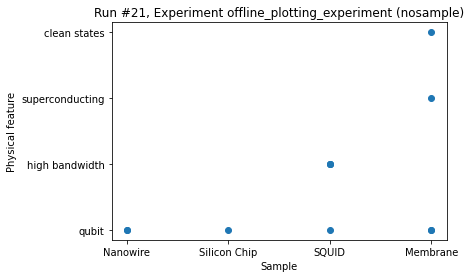 Run #21, Experiment offline_plotting_experiment (nosample)
clean states
superconducting
high bandwidth
qubit
Physical feature
Nanowire Silicon Chip SQUID Membrane
Sample